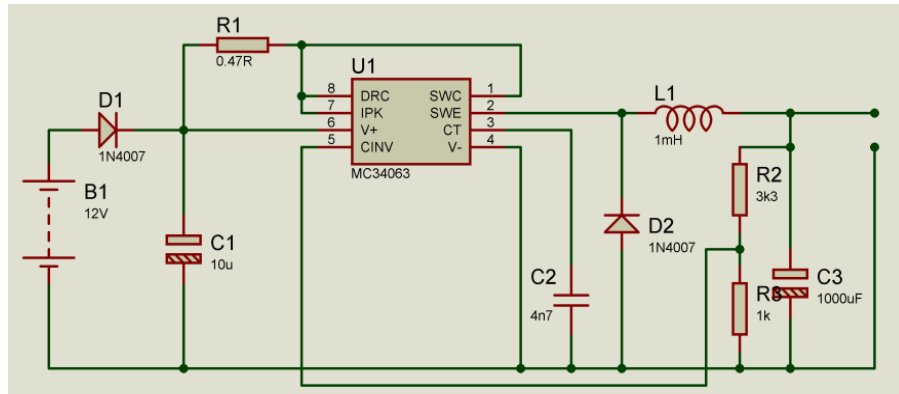 R1
0.47R
U1
8 DRC SWC 1
7 IPK SWE 2
6 V+ CT 3
5 CINV V- 4
MC34063
D1
1N4007
L1
1mH
B1
12V
R2
3k3
D2
1N4007
C1
10u
C2
4n7
R3
1k
C3
1000uF